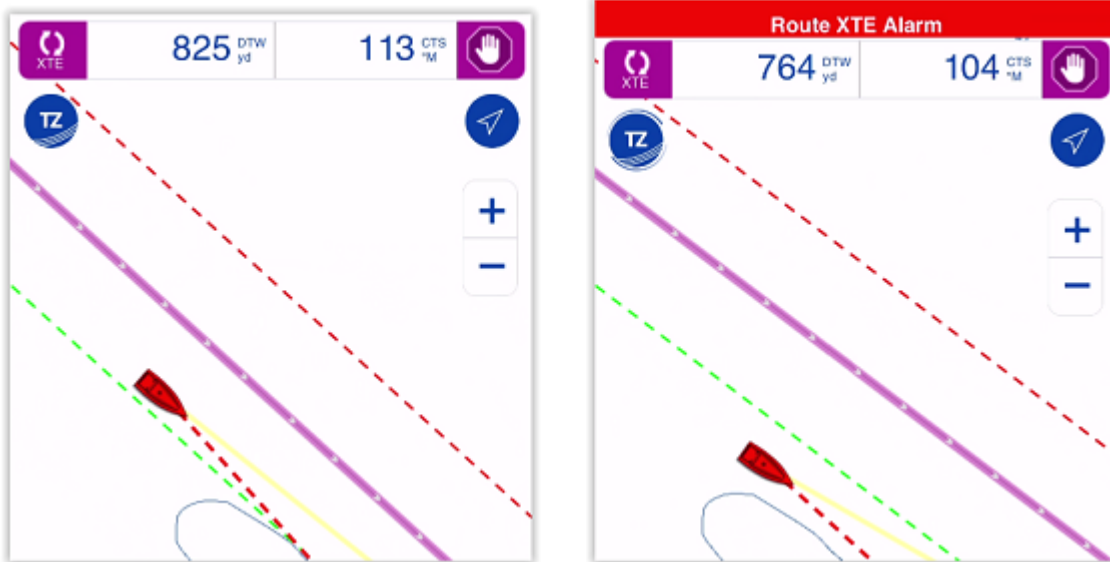 XTE
825 DTW yd
113 CTS °M
TZ
+
−
Route XTE Alarm
XTE
764 DTW yd
104 CTS °M
TZ
+
−